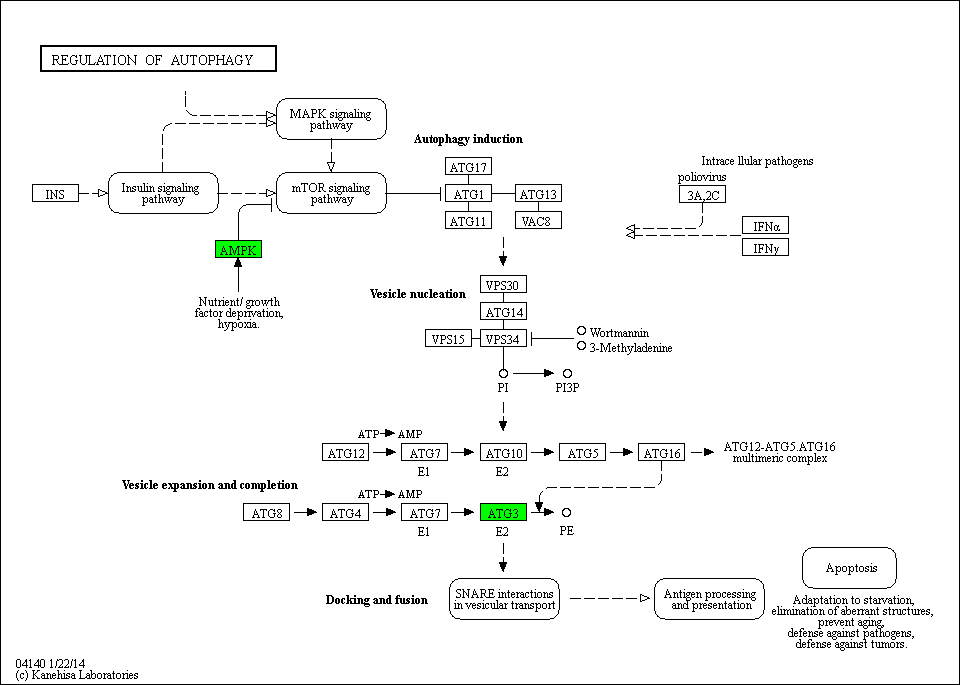 REGULATION OF AUTOPHAGY
MAPK signaling
pathway
Autophagy induction
ATG17
Intrace llular pathogens
poliovirus
INS
Insulin signaling
pathway
mTOR signaling
pathway
ATG1
ATG13
3A,2C
ATG11
VAC8
IFNα
AMPK
IFNγ
Nutrient/ growth
factor deprivation,
hypoxia.
Vesicle nucleation
VPS30
ATG14
VPS15
VPS34
Wortmannin
3-Methyladenine
PI
PI3P
ATP
AMP
ATG12
ATG7
ATG10
ATG5
ATG16
ATG12-ATG5.ATG16
multimeric complex
E1
E2
Vesicle expansion and completion
ATP
AMP
ATG8
ATG4
ATG7
ATG3
E1
E2
PE
Docking and fusion
SNARE interactions
in vesicular transport
Antigen processing
and presentation
Apoptosis
Adaptation to starvation,
elimination of aberrant structures,
prevent aging,
defense against pathogens,
defense against tumors.
04140 1/22/14
(c) Kanehisa Laboratories